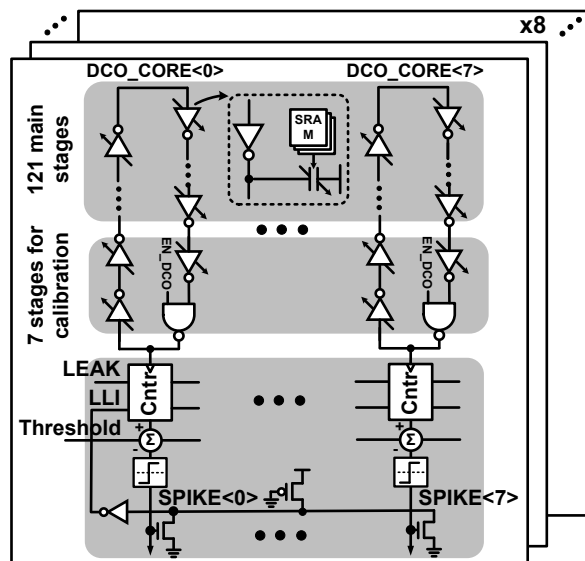 x8
DCO_CORE<0>
DCO_CORE<7>
121 main
stages
SRA
M
7 stages for
calibration
EN_DCO
EN_DCO
LEAK
LLI
Threshold
Cntr
Cntr
+
Σ
-
+
Σ
-
SPIKE<0>
SPIKE<7>